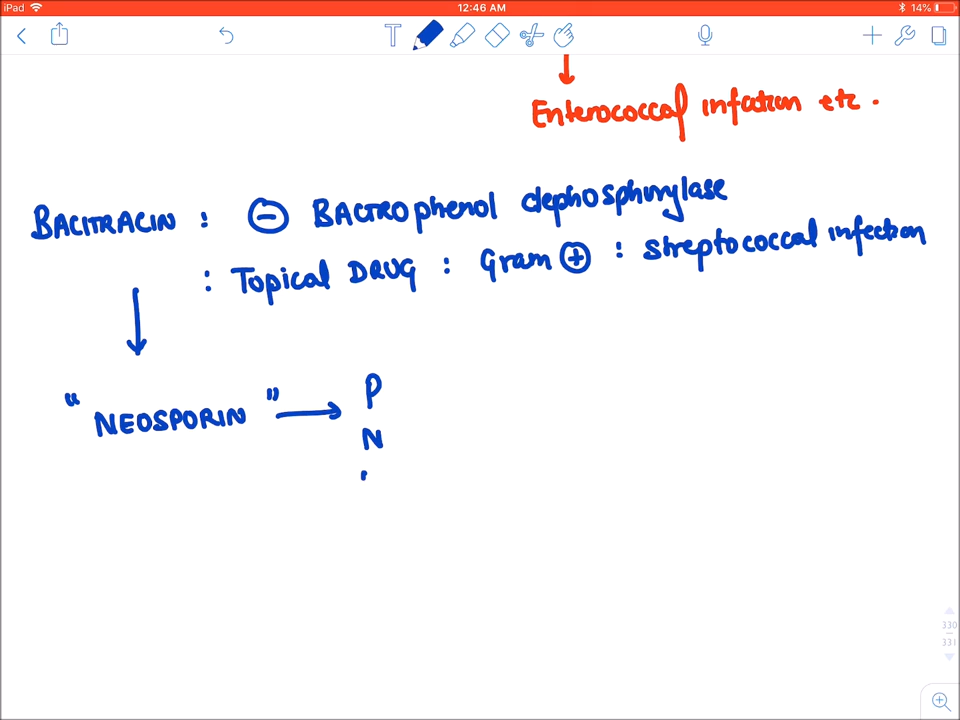 iPad 12:46 AM 14%
T
Enterococcal infection etc.
BACITRACIN : ⊖ BACTROphenol dephosphorylase
: Topical DRUG : Gram ⊕ : streptococcal infection
" NEOSPORIN " → P
N
330
331